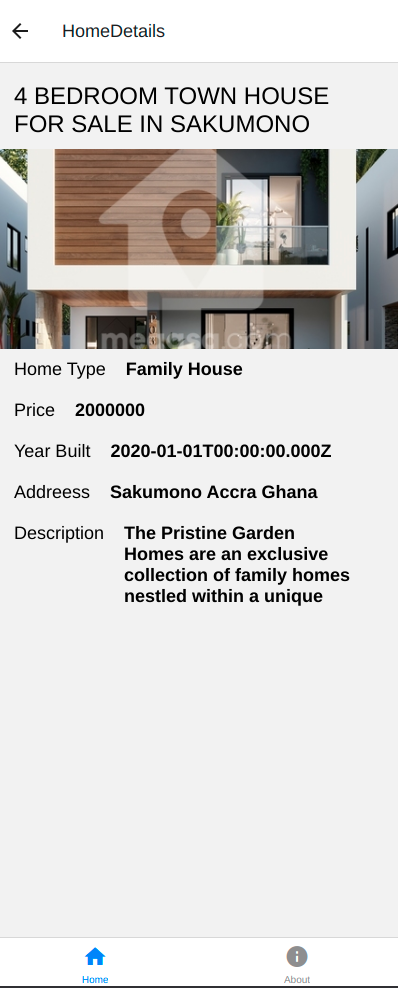 HomeDetails
4 BEDROOM TOWN HOUSE
FOR SALE IN SAKUMONO
meqasa.com
Home Type Family House
Price 2000000
Year Built 2020-01-01T00:00:00.000Z
Addreess Sakumono Accra Ghana
Description The Pristine Garden
Homes are an exclusive
collection of family homes
nestled within a unique
Home About